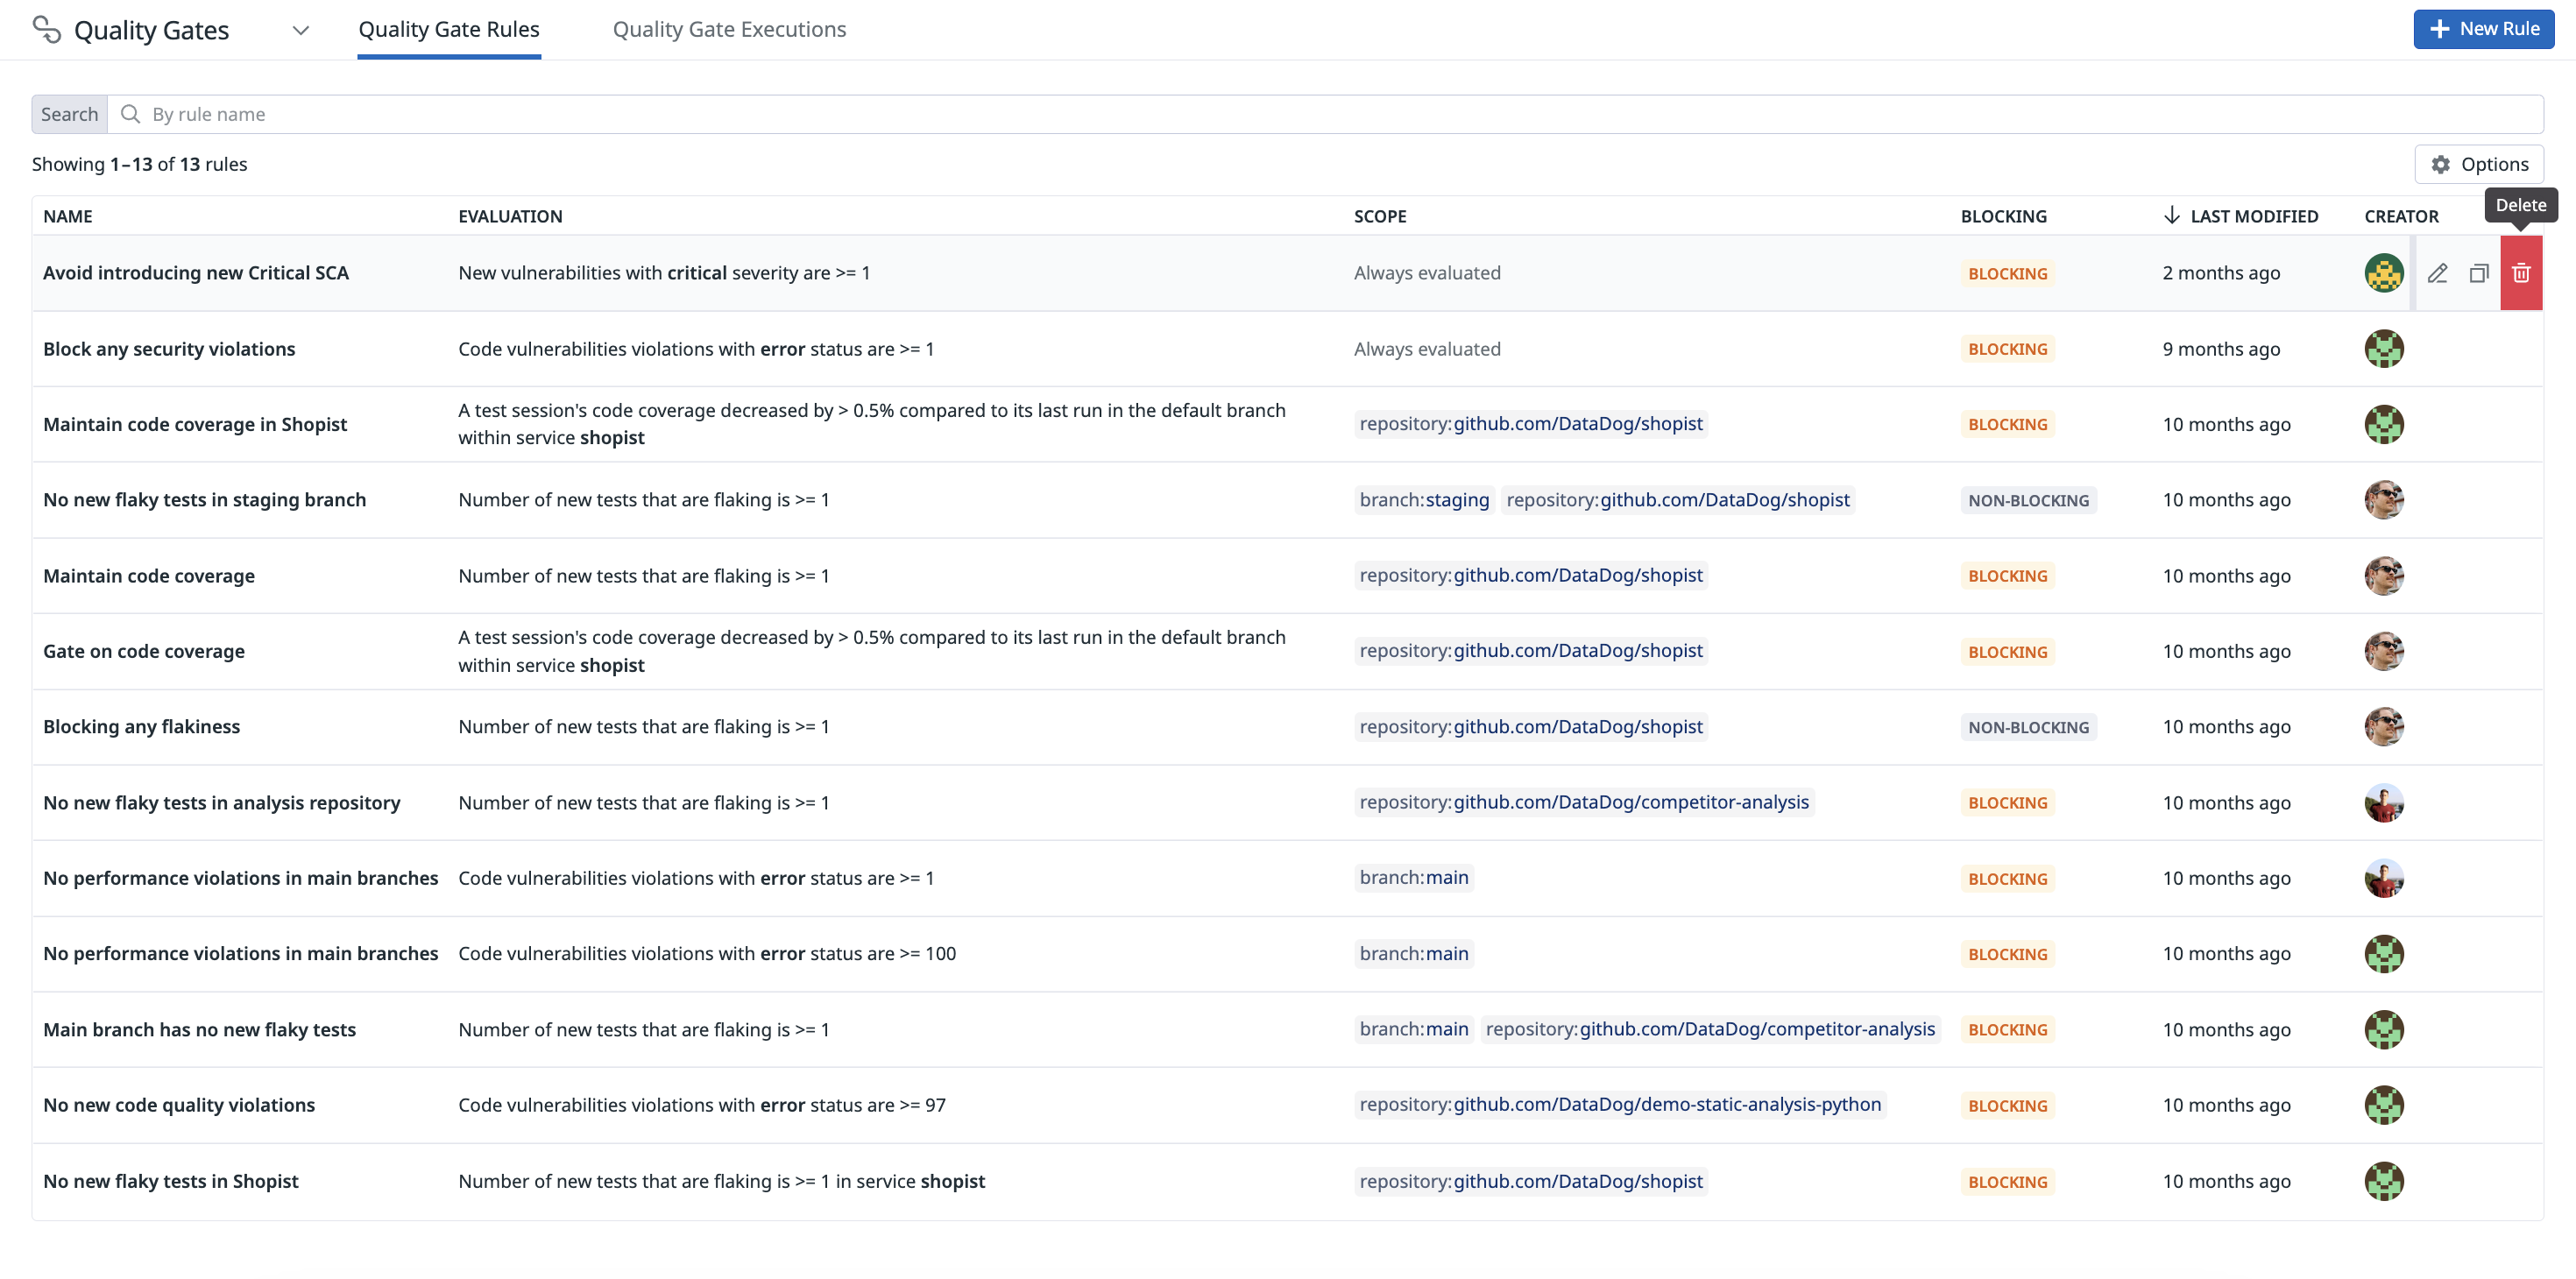 Quality Gates
Quality Gate Rules
Quality Gate Executions
New Rule
Search
By rule name
Showing 1–13 of 13 rules
Options
Delete
NAME EVALUATION SCOPE BLOCKING LAST MODIFIED CREATOR
Avoid introducing new Critical SCA New vulnerabilities with critical severity are >= 1 Always evaluated BLOCKING 2 months ago
Block any security violations Code vulnerabilities violations with error status are >= 1 Always evaluated BLOCKING 9 months ago
Maintain code coverage in Shopist A test session's code coverage decreased by > 0.5% compared to its last run in the default branch
within service shopist repository:github.com/DataDog/shopist BLOCKING 10 months ago
No new flaky tests in staging branch Number of new tests that are flaking is >= 1 branch:staging repository:github.com/DataDog/shopist NON-BLOCKING 10 months ago
Maintain code coverage Number of new tests that are flaking is >= 1 repository:github.com/DataDog/shopist BLOCKING 10 months ago
Gate on code coverage A test session's code coverage decreased by > 0.5% compared to its last run in the default branch
within service shopist repository:github.com/DataDog/shopist BLOCKING 10 months ago
Blocking any flakiness Number of new tests that are flaking is >= 1 repository:github.com/DataDog/shopist NON-BLOCKING 10 months ago
No new flaky tests in analysis repository Number of new tests that are flaking is >= 1 repository:github.com/DataDog/competitor-analysis BLOCKING 10 months ago
No performance violations in main branches Code vulnerabilities violations with error status are >= 1 branch:main BLOCKING 10 months ago
No performance violations in main branches Code vulnerabilities violations with error status are >= 100 branch:main BLOCKING 10 months ago
Main branch has no new flaky tests Number of new tests that are flaking is >= 1 branch:main repository:github.com/DataDog/competitor-analysis BLOCKING 10 months ago
No new code quality violations Code vulnerabilities violations with error status are >= 97 repository:github.com/DataDog/demo-static-analysis-python BLOCKING 10 months ago
No new flaky tests in Shopist Number of new tests that are flaking is >= 1 in service shopist repository:github.com/DataDog/shopist BLOCKING 10 months ago